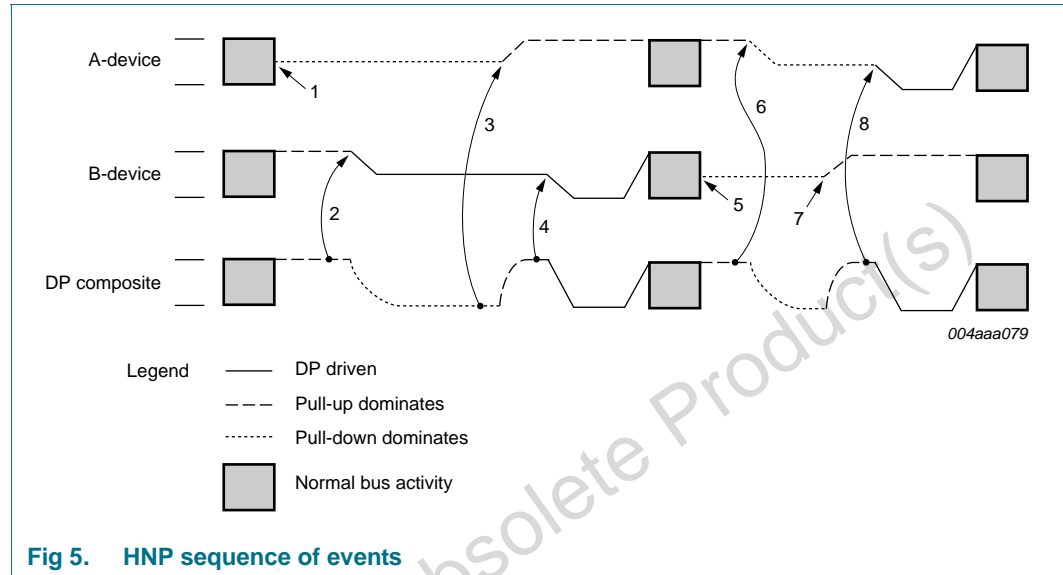 A-device
1
3
6
8
B-device
2
4
5
7
DP composite
004aaa079
Legend
DP driven
Pull-up dominates
Pull-down dominates
Normal bus activity
Fig 5. HNP sequence of events
bsolete Product(s)